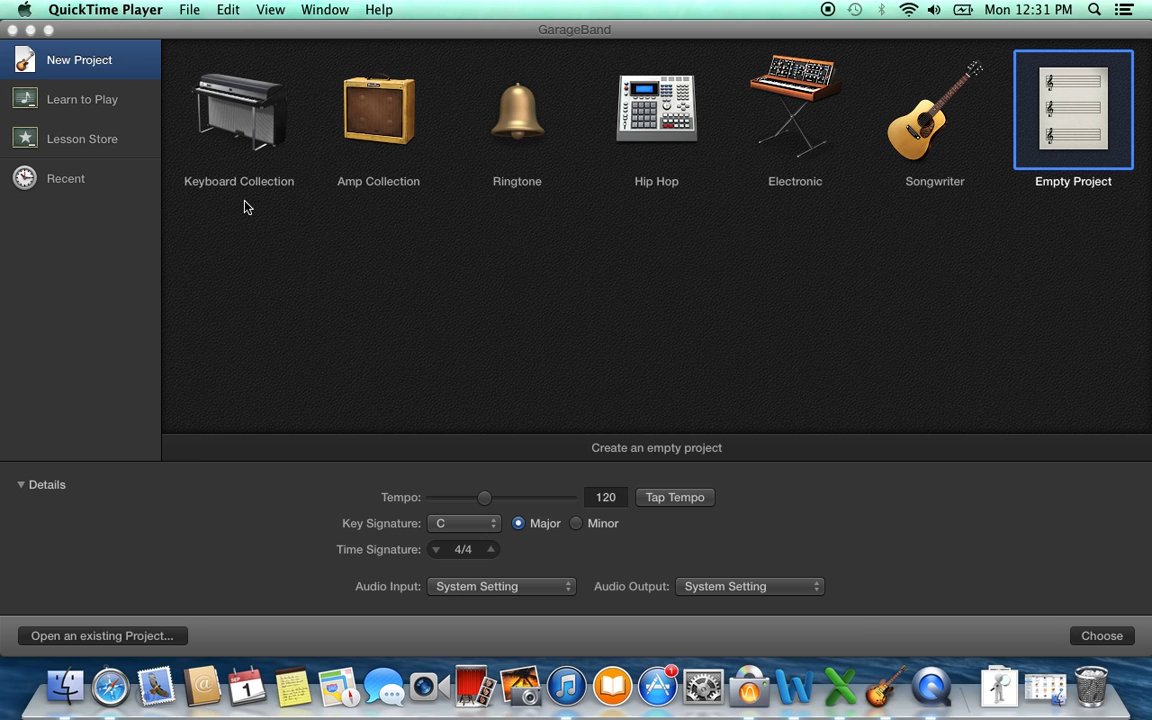 QuickTime Player File Edit View Window Help Mon 12:31 PM
GarageBand
New Project
Learn to Play
Lesson Store
Recent
Keyboard Collection Amp Collection Ringtone Hip Hop Electronic Songwriter Empty Project
Create an empty project
Details
Tempo: 120 Tap Tempo
Key Signature: C Major Minor
Time Signature: 4/4
Audio Input: System Setting Audio Output: System Setting
Open an existing Project... Choose
SEP
1
1